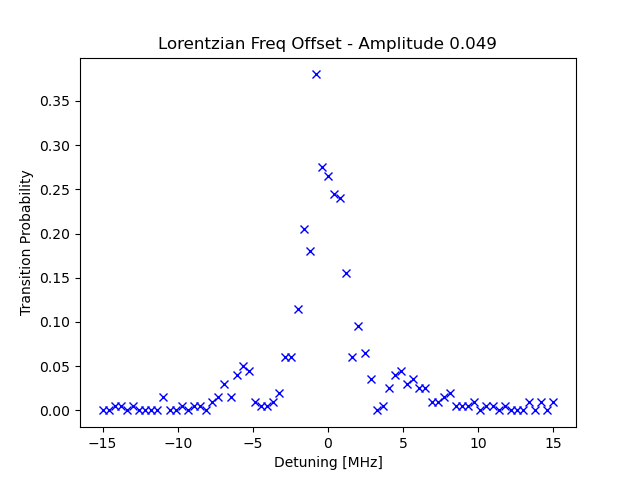 Lorentzian Freq Offset - Amplitude 0.049
Transition Probability
0.35
0.30
0.25
0.20
0.15
0.10
0.05
0.00
−15 −10 −5 0 5 10 15
Detuning [MHz]